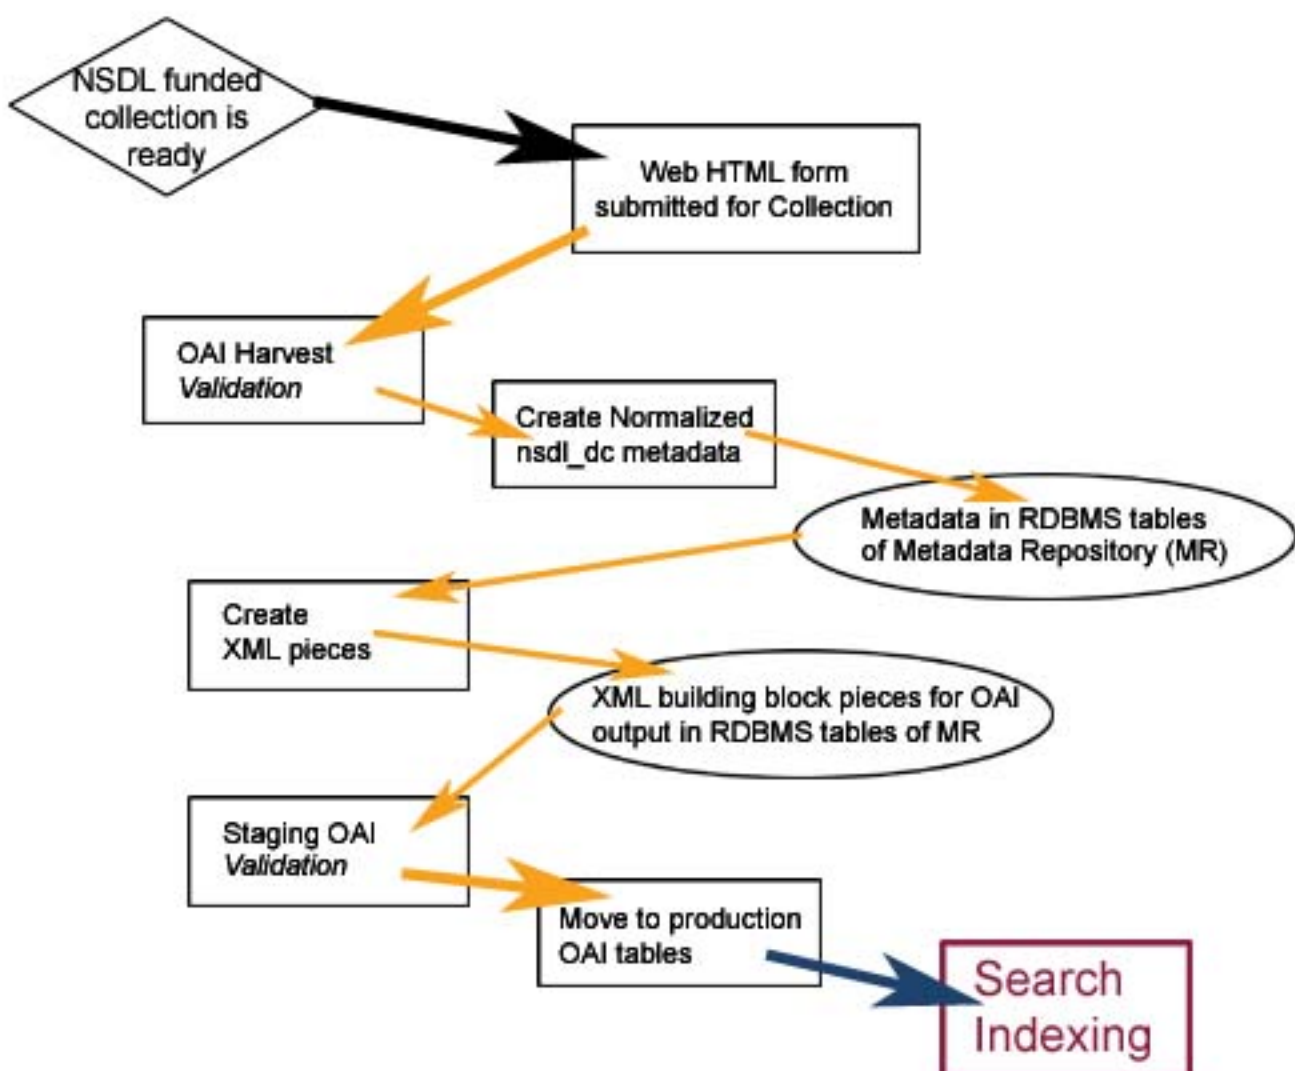 NSDL funded
collection is
ready
Web HTML form
submitted for Collection
OAI Harvest
Validation
Create Normalized
nsdl_dc metadata
Metadata in RDBMS tables
of Metadata Repository (MR)
Create
XML pieces
XML building block pieces for OAI
output in RDBMS tables of MR
Staging OAI
Validation
Move to production
OAI tables
Search
Indexing